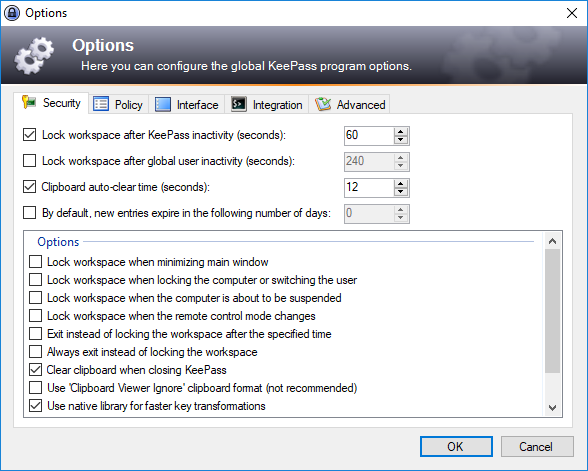 Options
Options
Here you can configure the global KeePass program options.
Security Policy Interface Integration Advanced
Lock workspace after KeePass inactivity (seconds): 60
Lock workspace after global user inactivity (seconds): 240
Clipboard auto-clear time (seconds): 12
By default, new entries expire in the following number of days: 0
Options
Lock workspace when minimizing main window
Lock workspace when locking the computer or switching the user
Lock workspace when the computer is about to be suspended
Lock workspace when the remote control mode changes
Exit instead of locking the workspace after the specified time
Always exit instead of locking the workspace
Clear clipboard when closing KeePass
Use 'Clipboard Viewer Ignore' clipboard format (not recommended)
Use native library for faster key transformations
OK Cancel